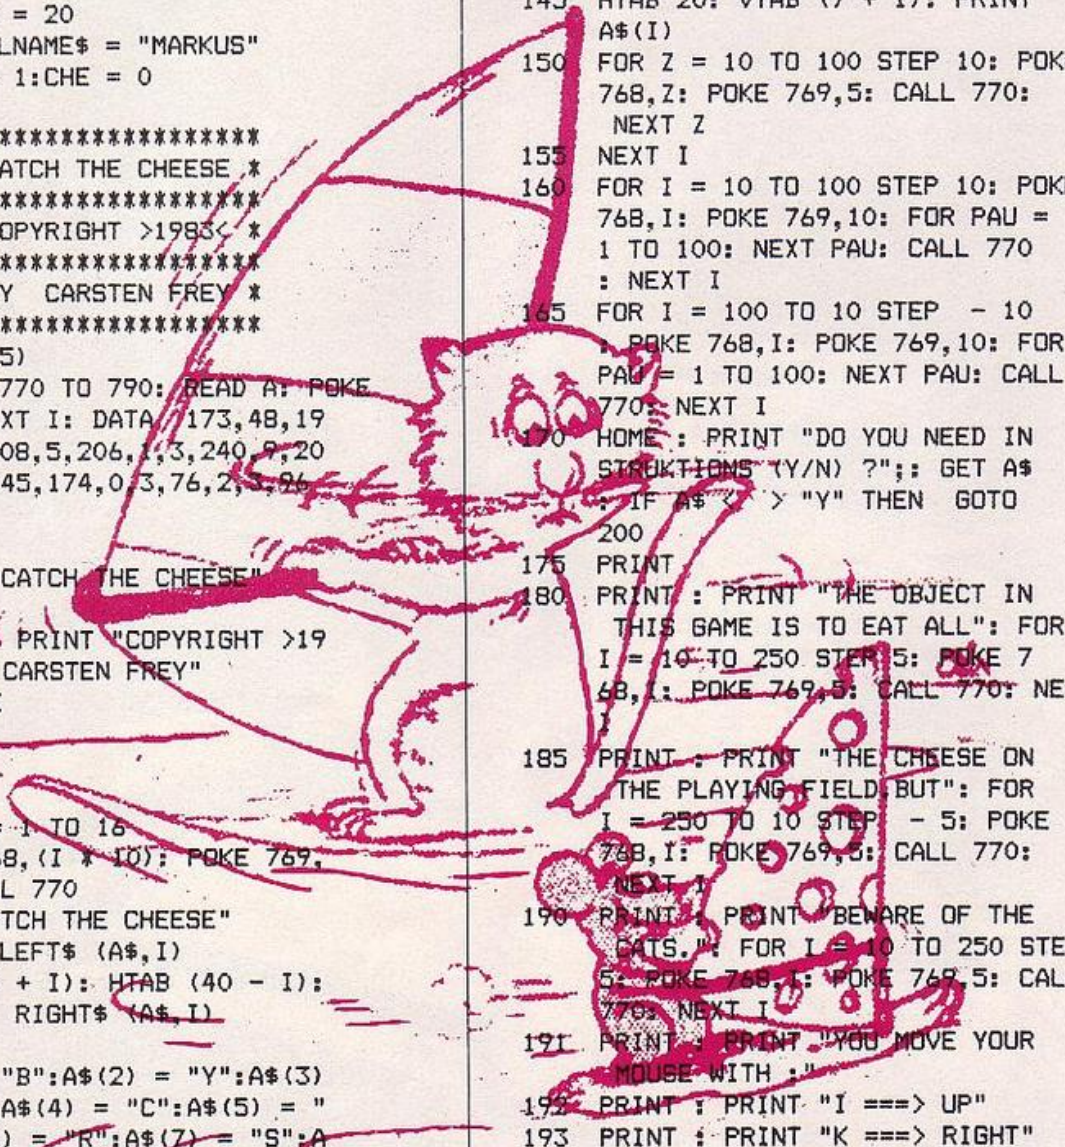 = 20
LNAME$ = "MARKUS"
1:CHE = 0
*****************
ATCH THE CHEESE *
*****************
OPYRIGHT >1983< *
*****************
Y CARSTEN FREY *
*****************
5)
770 TO 790: READ A: POKE
XT I: DATA 173,48,19
08,5,206,1,3,240,9,20
45,174,0,3,76,2,3,96
CATCH THE CHEESE"
PRINT "COPYRIGHT >19
CARSTEN FREY"
= 1 TO 16
68,(I * 10): POKE 769,
L 770
TCH THE CHEESE"
LEFT$ (A$,I)
+ I): HTAB (40 - I):
RIGHT$ (A$,I)
"B":A$(2) = "Y":A$(3)
A$(4) = "C":A$(5) = "
) = "R":A$(7) = "S":A
145 HTAB 20: VTAB (7 + I): PRINT
A$(I)
150 FOR Z = 10 TO 100 STEP 10: POK
768,Z: POKE 769,5: CALL 770:
NEXT Z
155 NEXT I
160 FOR I = 10 TO 100 STEP 10: POK
768,I: POKE 769,10: FOR PAU =
1 TO 100: NEXT PAU: CALL 770
: NEXT I
165 FOR I = 100 TO 10 STEP - 10
: POKE 768,I: POKE 769,10: FOR
PAU = 1 TO 100: NEXT PAU: CALL
770: NEXT I
170 HOME : PRINT "DO YOU NEED IN
STRUKTIONS (Y/N) ?";: GET A$
: IF A$ < > "Y" THEN GOTO
200
175 PRINT
180 PRINT : PRINT "THE OBJECT IN
THIS GAME IS TO EAT ALL": FOR
I = 10 TO 250 STEP 5: POKE 7
68,I: POKE 769,5: CALL 770: NE
I
185 PRINT : PRINT "THE CHEESE ON
THE PLAYING FIELD.BUT": FOR
I = 250 TO 10 STEP - 5: POKE
768,I: POKE 769,5: CALL 770:
NEXT I
190 PRINT : PRINT "BEWARE OF THE
CATS.": FOR I = 10 TO 250 STE
5: POKE 768,I: POKE 769,5: CAL
770: NEXT I
191 PRINT : PRINT "YOU MOVE YOUR
MOUSE WITH :"
192 PRINT : PRINT "I ===> UP"
193 PRINT : PRINT "K ===> RIGHT"